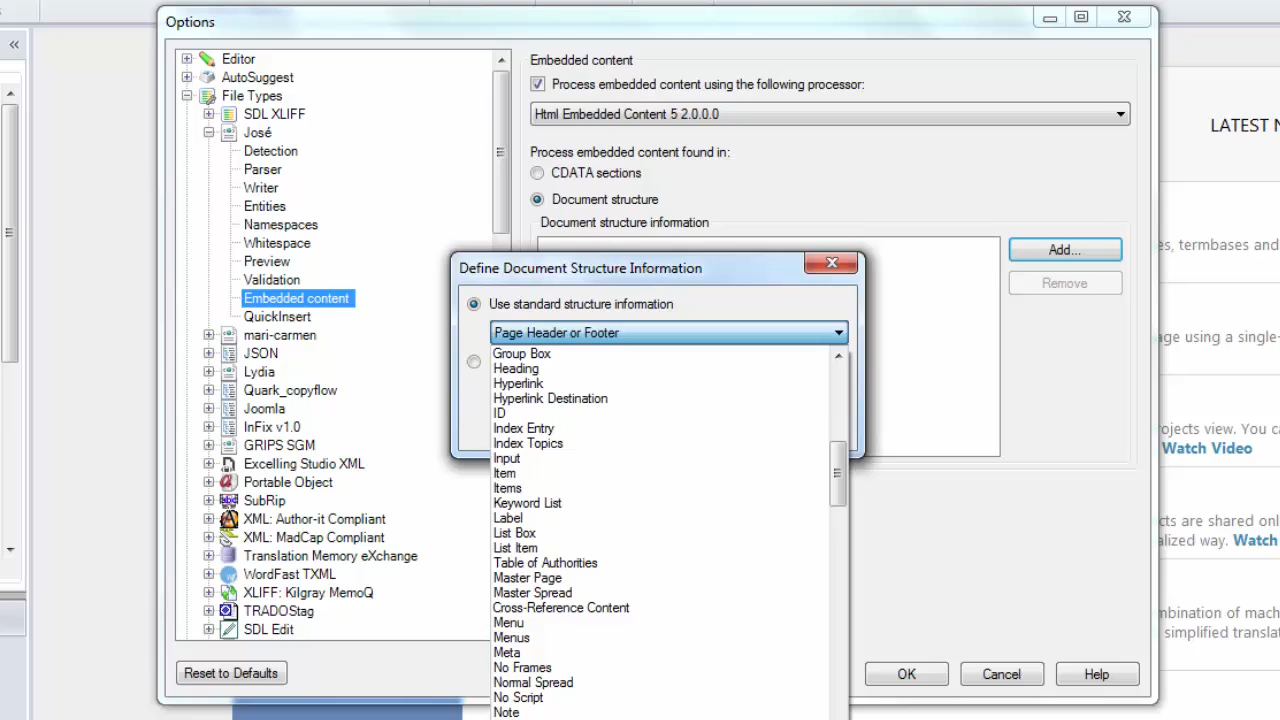 Options
Editor
AutoSuggest
File Types
SDL XLIFF
José
Detection
Parser
Writer
Entities
Namespaces
Whitespace
Preview
Validation
Embedded content
QuickInsert
mari-carmen
JSON
Lydia
Quark_copyflow
Joomla
InFix v1.0
GRIPS SGM
Excelling Studio XML
Portable Object
SubRip
XML: Author-it Compliant
XML: MadCap Compliant
Translation Memory eXchange
WordFast TXML
XLIFF: Kilgray MemoQ
TRADOStag
SDL Edit
Reset to Defaults
Embedded content
Process embedded content using the following processor:
Html Embedded Content 5 2.0.0.0
Process embedded content found in:
CDATA sections
Document structure
Document structure information
Add...
Remove
Define Document Structure Information
Use standard structure information
Page Header or Footer
Group Box
Heading
Hyperlink
Hyperlink Destination
ID
Index Entry
Index Topics
Input
Item
Items
Keyword List
Label
List Box
List Item
Table of Authorities
Master Page
Master Spread
Cross-Reference Content
Menu
Menus
Meta
No Frames
Normal Spread
No Script
Note
OK
Cancel
Help
LATEST N
es, termbases and
age using a single-
ojects view. You ca
Watch Video
cts are shared onl
alized way. Watch
mbination of mach
simplified translat